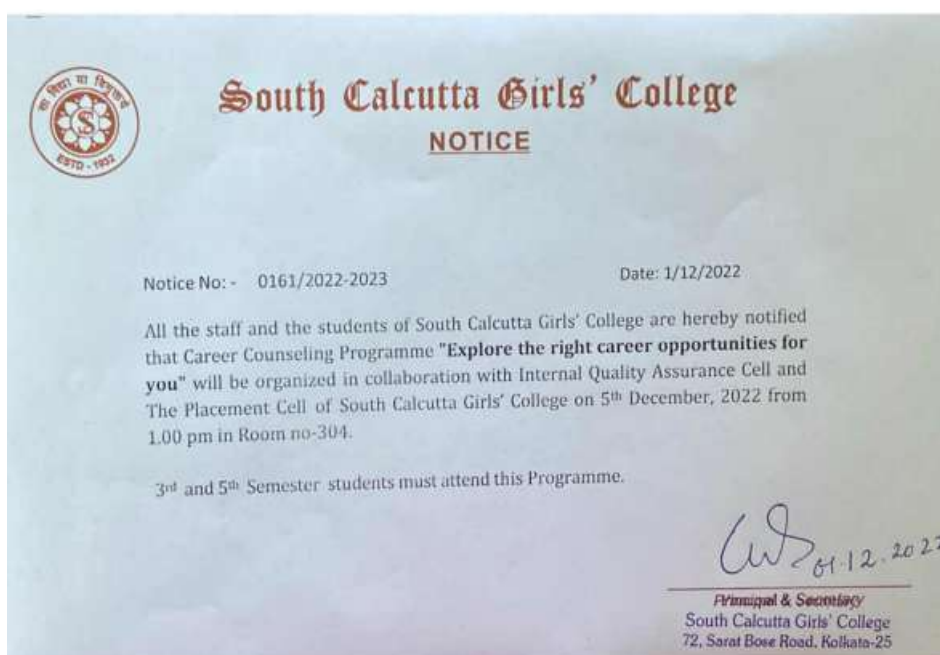 या विद्या या विमुक्तये
S
ESTD - 1932
South Calcutta Girls' College
NOTICE
Notice No: - 0161/2022-2023
Date: 1/12/2022
All the staff and the students of South Calcutta Girls' College are hereby notified
that Career Counseling Programme "Explore the right career opportunities for
you" will be organized in collaboration with Internal Quality Assurance Cell and
The Placement Cell of South Calcutta Girls' College on 5th December, 2022 from
1.00 pm in Room no-304.
3rd and 5th Semester students must attend this Programme.
01.12.2022
Principal & Secretary
South Calcutta Girls' College
72, Sarat Bose Road, Kolkata-25